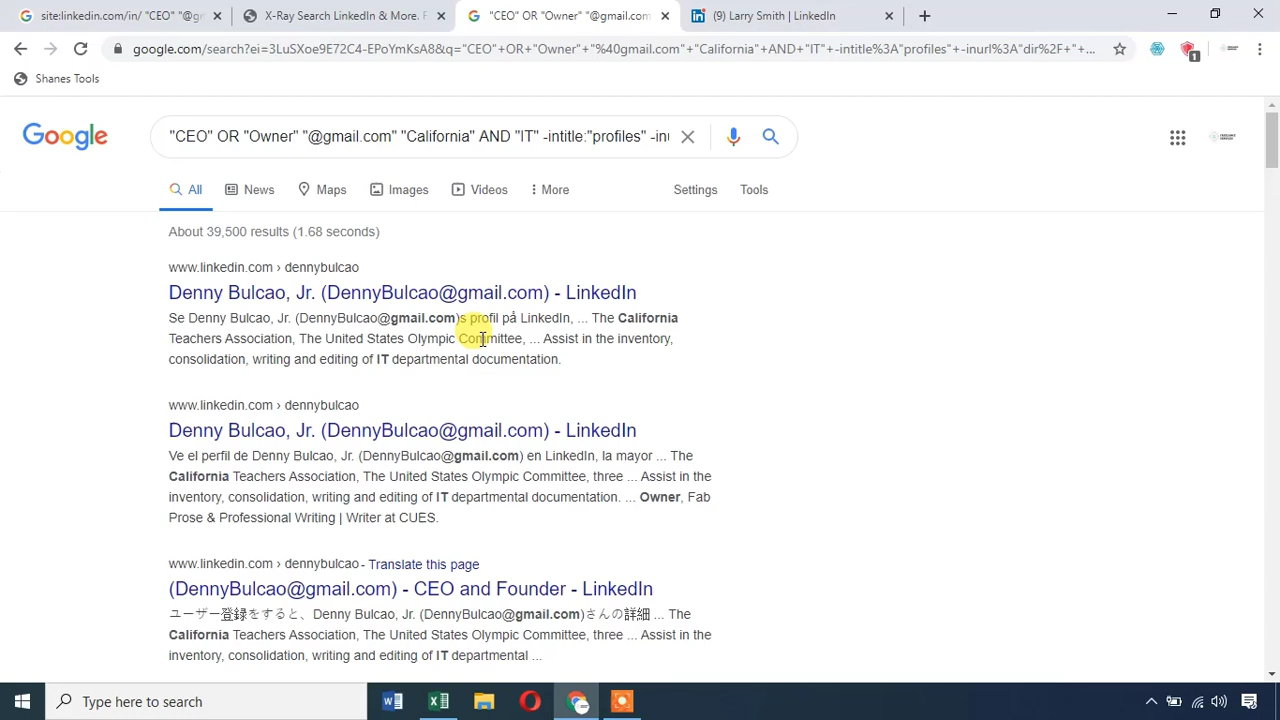 site:linkedin.com/in/ "CEO" "@g
X-Ray Search LinkedIn & More. F
"CEO" OR "Owner" "@gmail.com
(9) Larry Smith | LinkedIn
google.com/search?ei=3LuSXoe9E72C4-EPoYmKsA8&q="CEO"+OR+"Owner"+"%40gmail.com"+"California"+AND+"IT"+-intitle%3A"profiles"+-inurl%3A"dir%2F+"+...
1
Shanes Tools
Google
"CEO" OR "Owner" "@gmail.com" "California" AND "IT" -intitle:"profiles" -inu
All
News
Maps
Images
Videos
More
Settings
Tools
About 39,500 results (1.68 seconds)
www.linkedin.com › dennybulcao
Denny Bulcao, Jr. (DennyBulcao@gmail.com) - LinkedIn
Se Denny Bulcao, Jr. (DennyBulcao@gmail.com)s profil på LinkedIn, ... The California
Teachers Association, The United States Olympic Committee, ... Assist in the inventory,
consolidation, writing and editing of IT departmental documentation.
www.linkedin.com › dennybulcao
Denny Bulcao, Jr. (DennyBulcao@gmail.com) - LinkedIn
Ve el perfil de Denny Bulcao, Jr. (DennyBulcao@gmail.com) en LinkedIn, la mayor ... The
California Teachers Association, The United States Olympic Committee, three ... Assist in the
inventory, consolidation, writing and editing of IT departmental documentation. ... Owner, Fab
Prose & Professional Writing | Writer at CUES.
www.linkedin.com › dennybulcao - Translate this page
(DennyBulcao@gmail.com) - CEO and Founder - LinkedIn
ユーザー登録をすると、Denny Bulcao, Jr. (DennyBulcao@gmail.com)さんの詳細 ... The
California Teachers Association, The United States Olympic Committee, three ... Assist in the
inventory, consolidation, writing and editing of IT departmental ...
Type here to search